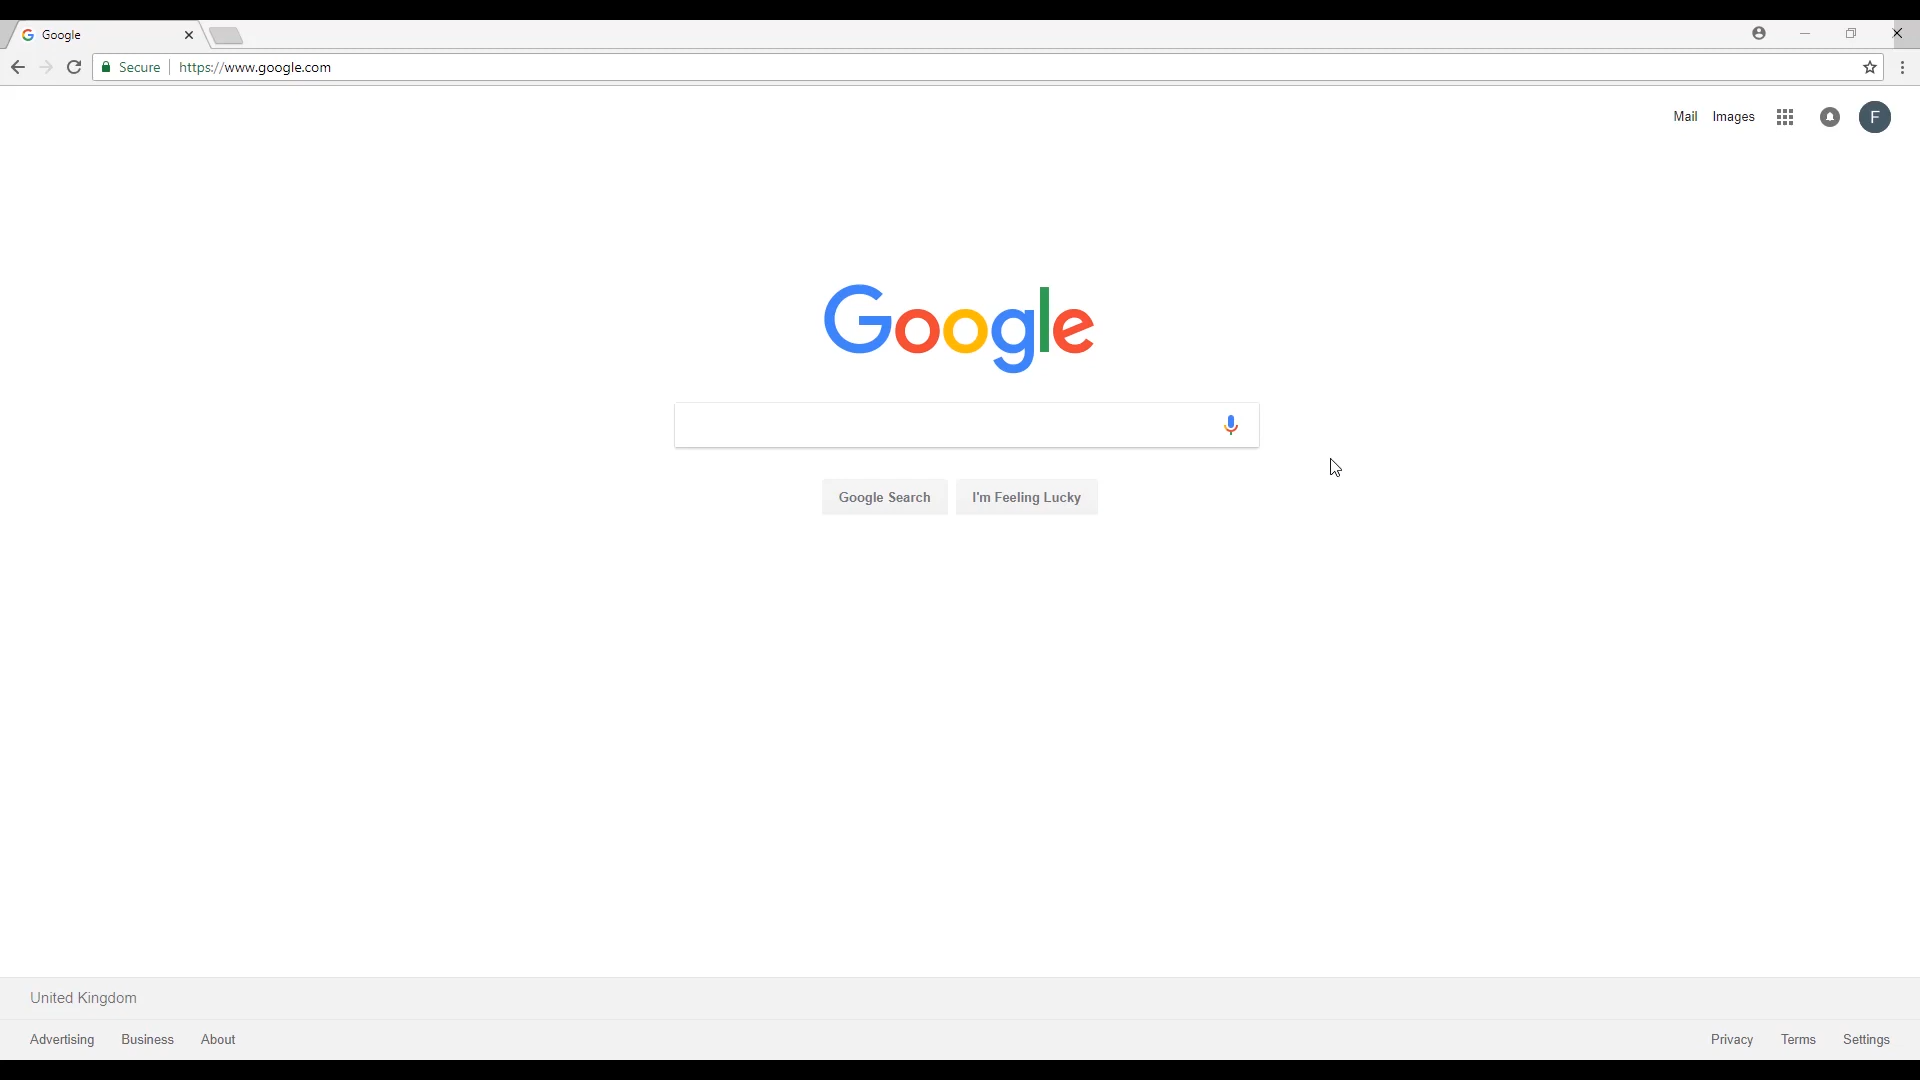 Google
Secure https://www.google.com
Mail Images F
Google
Google Search I'm Feeling Lucky
United Kingdom
Advertising Business About Privacy Terms Settings